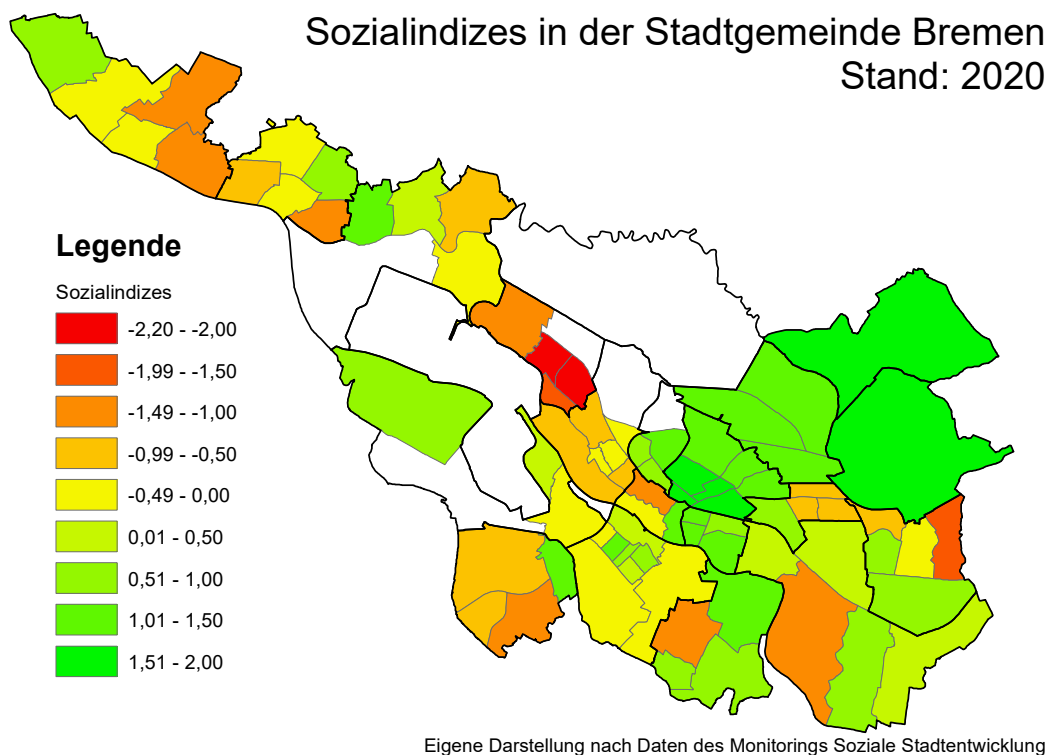 Sozialindizes in der Stadtgemeinde Bremen
Stand: 2020
Legende
Sozialindizes
-2,20 - -2,00
-1,99 - -1,50
-1,49 - -1,00
-0,99 - -0,50
-0,49 - 0,00
0,01 - 0,50
0,51 - 1,00
1,01 - 1,50
1,51 - 2,00
Eigene Darstellung nach Daten des Monitorings Soziale Stadtentwicklung